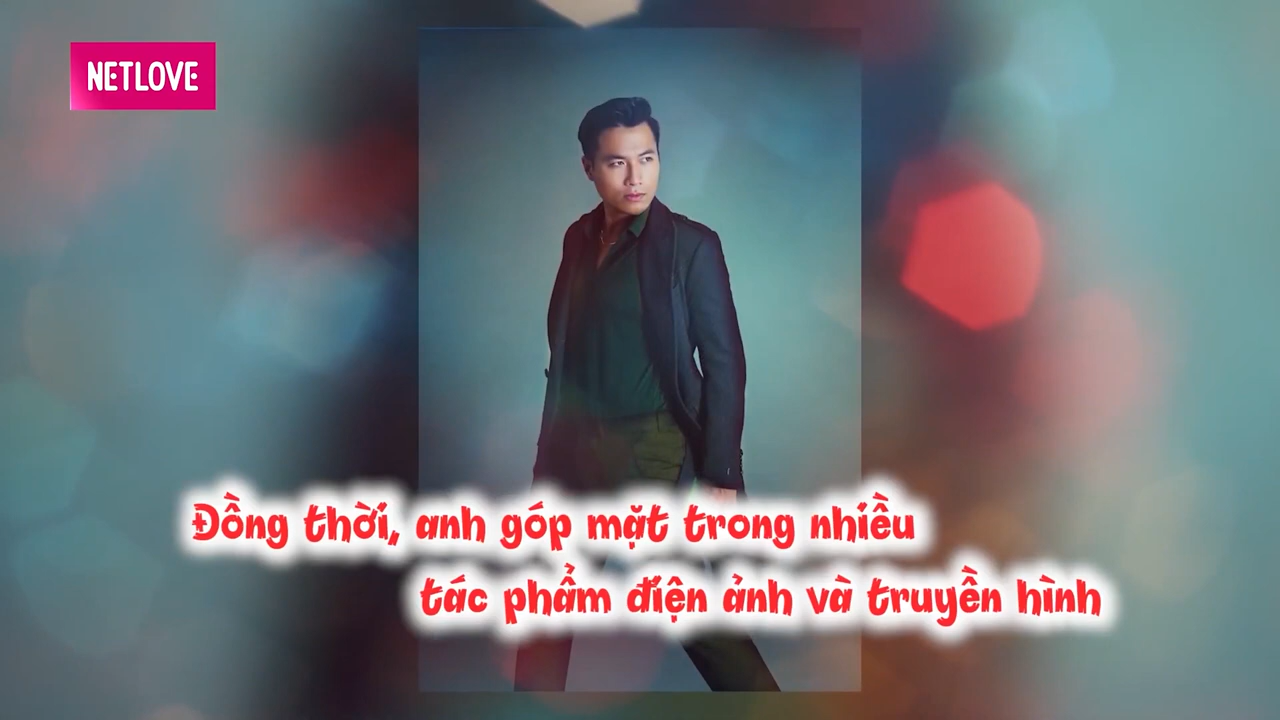 NETLOVE
Đồng thời, anh góp mặt trong nhiều
tác phẩm điện ảnh và truyền hình